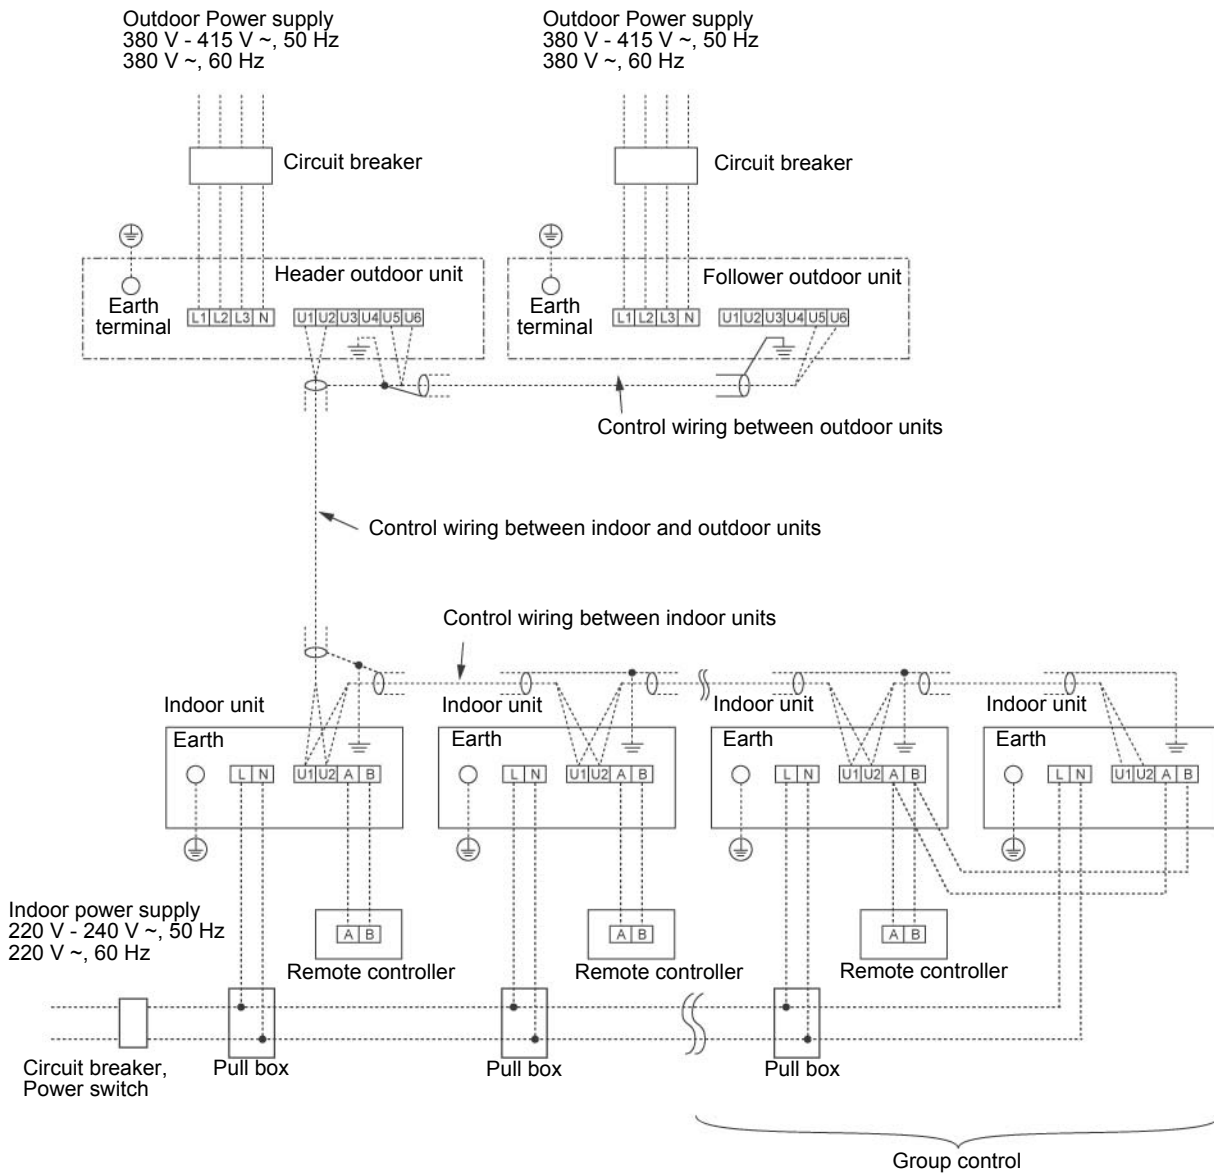 Outdoor Power supply
380 V - 415 V ~, 50 Hz
380 V ~, 60 Hz
Outdoor Power supply
380 V - 415 V ~, 50 Hz
380 V ~, 60 Hz
Circuit breaker
Circuit breaker
Header outdoor unit
Earth
terminal
L1 L2 L3 N
U1 U2 U3 U4 U5 U6
Follower outdoor unit
Earth
terminal
L1 L2 L3 N
U1 U2 U3 U4 U5 U6
Control wiring between outdoor units
Control wiring between indoor and outdoor units
Control wiring between indoor units
Indoor unit
Indoor unit
Indoor unit
Indoor unit
Earth
Earth
Earth
Earth
L N
U1 U2 A B
L N
U1 U2 A B
L N
U1 U2 A B
L N
U1 U2 A B
Indoor power supply
220 V - 240 V ~, 50 Hz
220 V ~, 60 Hz
A B
Remote controller
A B
Remote controller
A B
Remote controller
Circuit breaker,
Power switch
Pull box
Pull box
Pull box
Group control